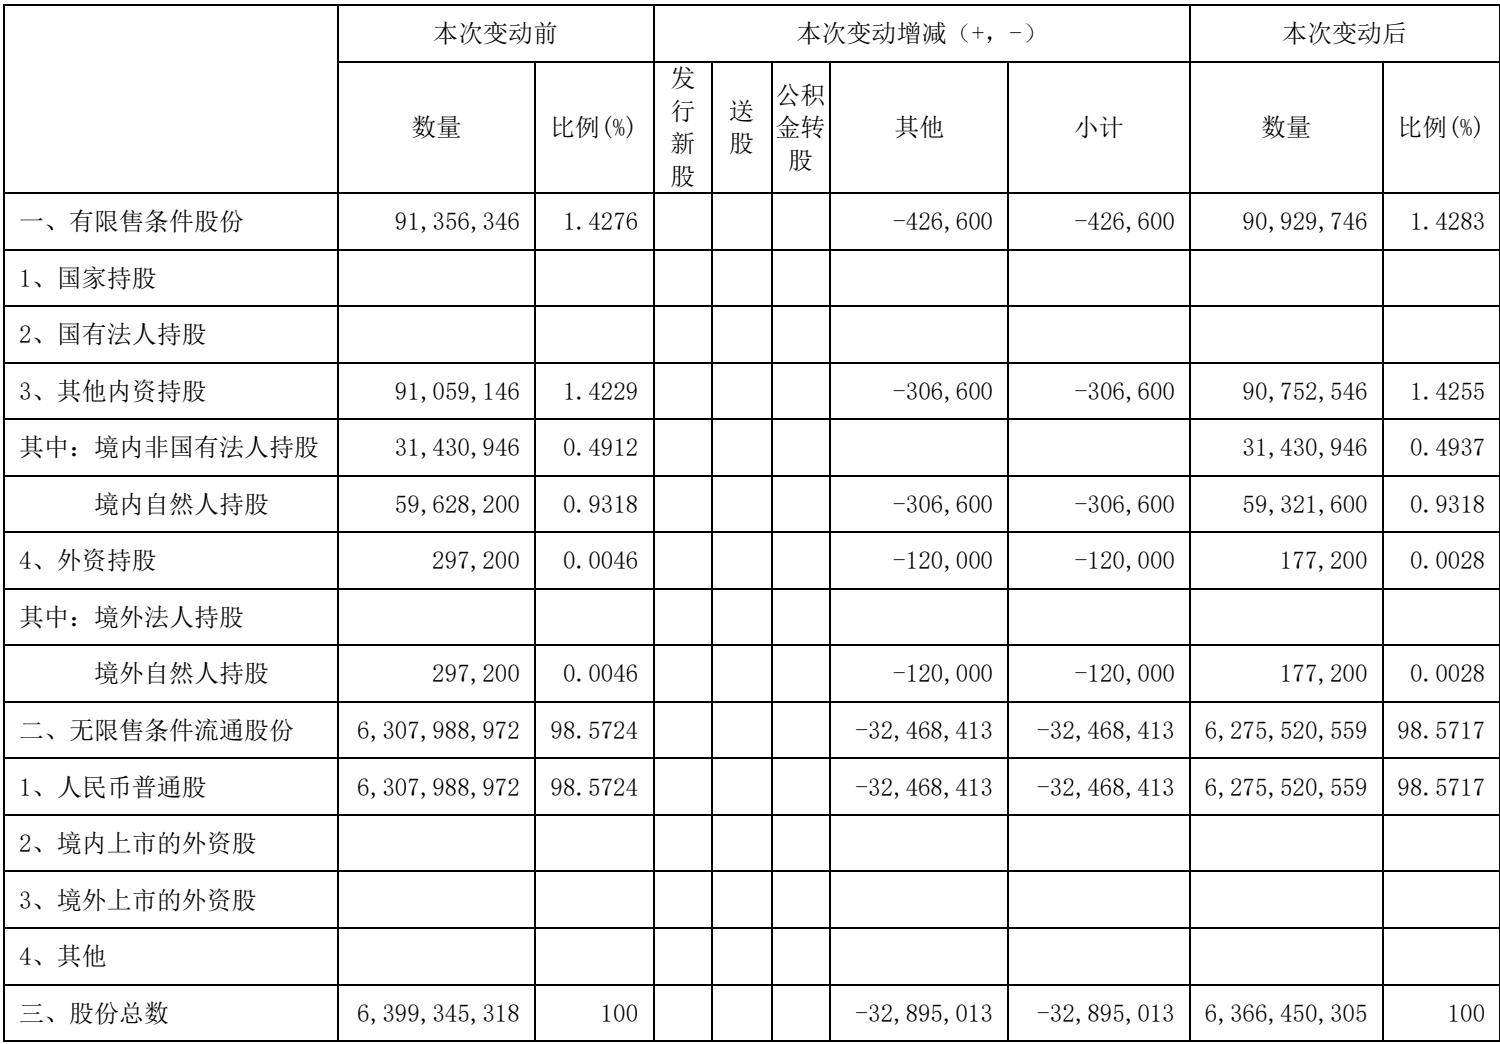 本次变动前 本次变动增减（+，-） 本次变动后
数量 比例(%) 发行新股 送股 公积金转股 其他 小计 数量 比例(%)
一、有限售条件股份 91,356,346 1.4276 -426,600 -426,600 90,929,746 1.4283
1、国家持股
2、国有法人持股
3、其他内资持股 91,059,146 1.4229 -306,600 -306,600 90,752,546 1.4255
其中：境内非国有法人持股 31,430,946 0.4912 31,430,946 0.4937
境内自然人持股 59,628,200 0.9318 -306,600 -306,600 59,321,600 0.9318
4、外资持股 297,200 0.0046 -120,000 -120,000 177,200 0.0028
其中：境外法人持股
境外自然人持股 297,200 0.0046 -120,000 -120,000 177,200 0.0028
二、无限售条件流通股份 6,307,988,972 98.5724 -32,468,413 -32,468,413 6,275,520,559 98.5717
1、人民币普通股 6,307,988,972 98.5724 -32,468,413 -32,468,413 6,275,520,559 98.5717
2、境内上市的外资股
3、境外上市的外资股
4、其他
三、股份总数 6,399,345,318 100 -32,895,013 -32,895,013 6,366,450,305 100